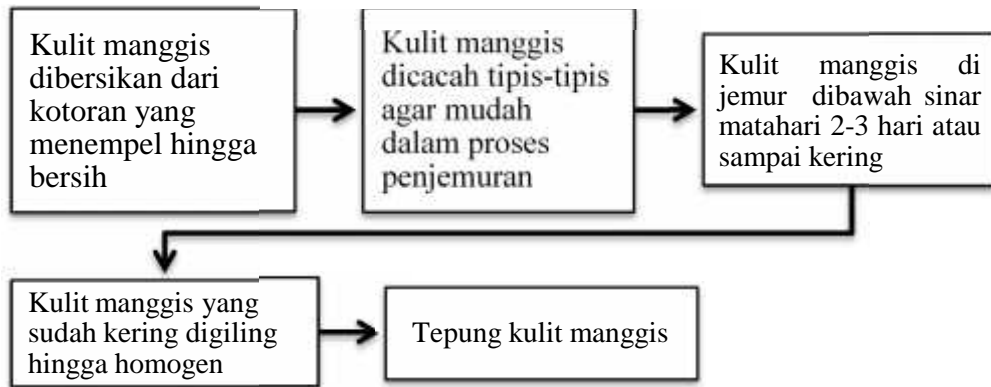 Kulit manggis
dibersikan dari
kotoran yang
menempel hingga
bersih
Kulit manggis
dicacah tipis-tipis
agar mudah
dalam proses
penjemuran
Kulit manggis di
jemur dibawah sinar
matahari 2-3 hari atau
sampai kering
Kulit manggis yang
sudah kering digiling
hingga homogen
Tepung kulit manggis